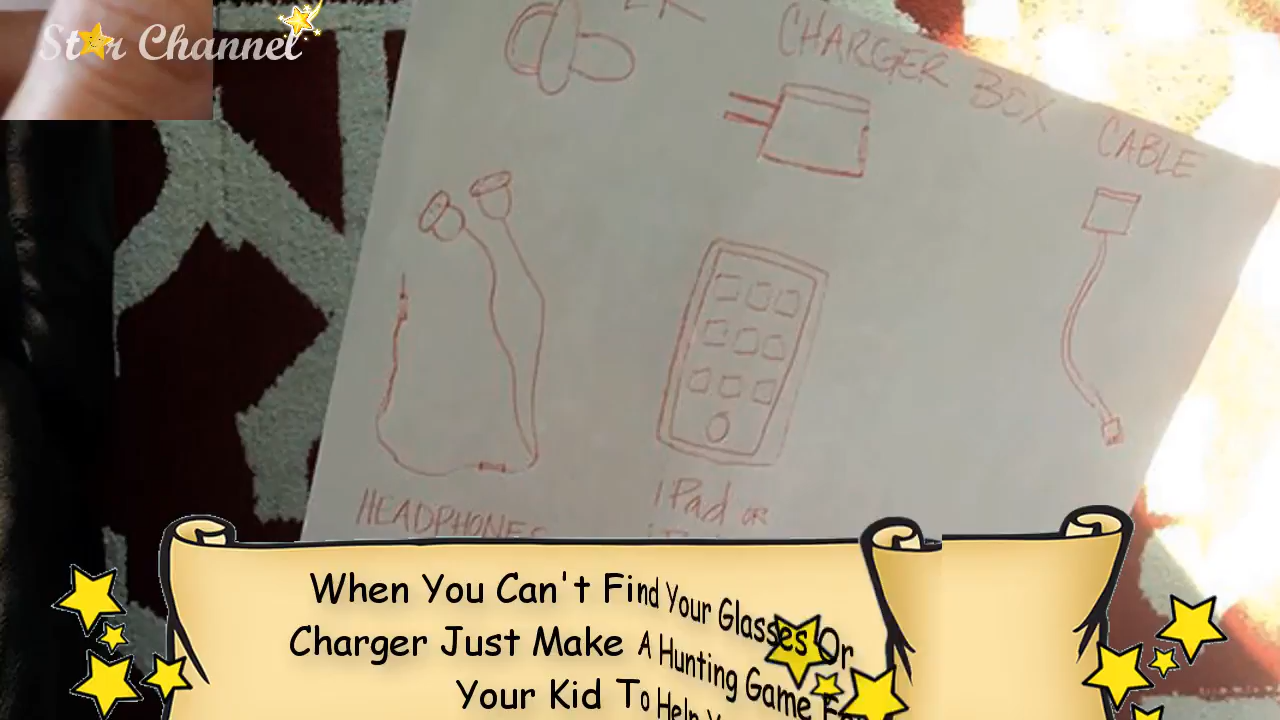 Star Channel
CHARGER BOX CABLE
HEADPHONES
iPad OR
When You Can't Find Your Glasses Or
Charger Just Make A Hunting Game
Your Kid To Help